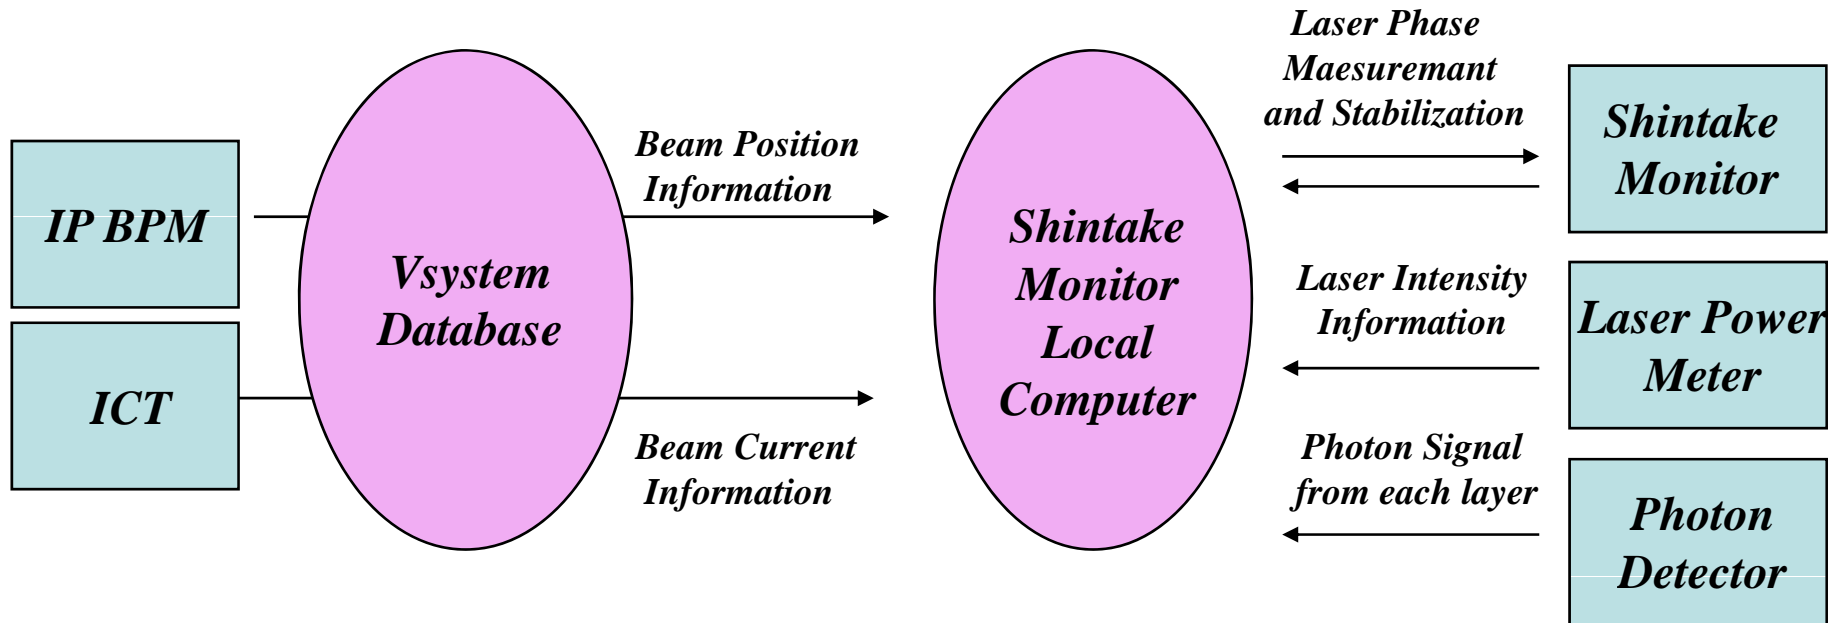 IP BPM
ICT
Vsystem
Database
Beam Position
Information
Beam Current
Information
Shintake
Monitor
Local
Computer
Laser Phase
Maesuremant
and Stabilization
Laser Intensity
Information
Photon Signal
from each layer
Shintake
Monitor
Laser Power
Meter
Photon
Detector